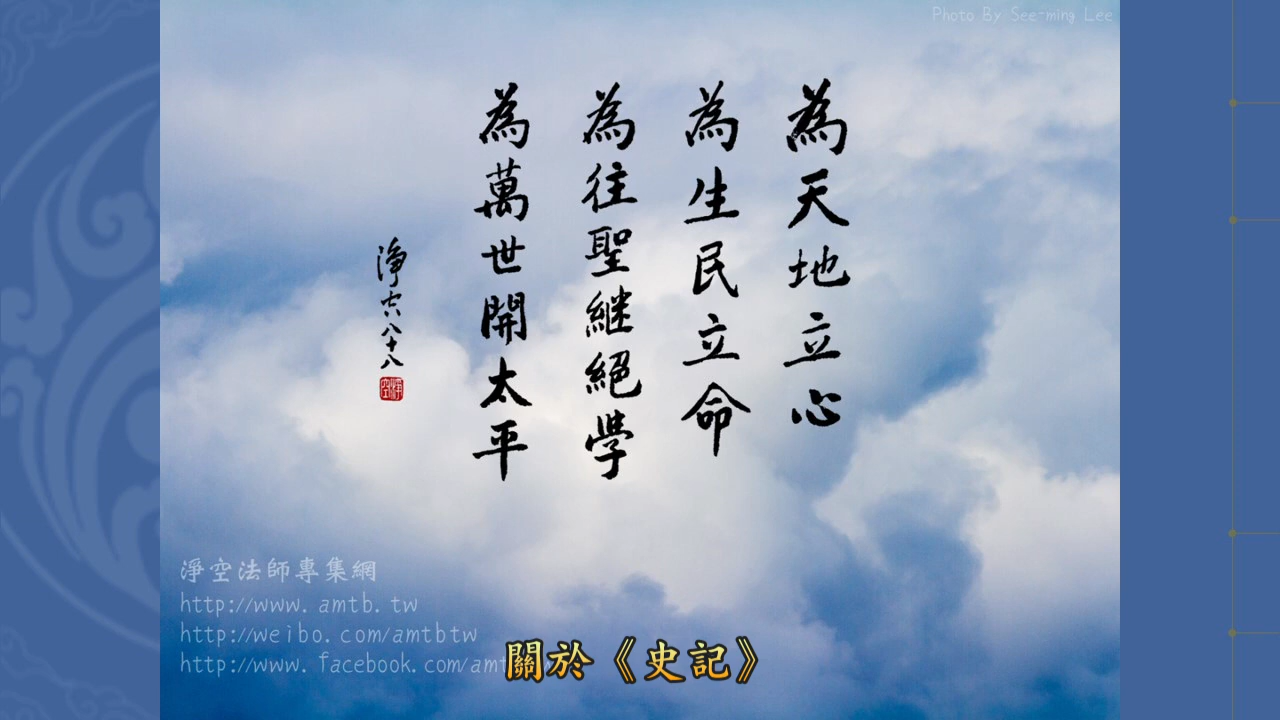 Photo By See-ming Lee
為天地立心
為生民立命
為往聖継絕學
為萬世開太平
淨空八十八
淨空法師專集網
http://www.amtb.tw
http://weibo.com/amtbtw
http://www.facebook.com/amt
關於《史記》